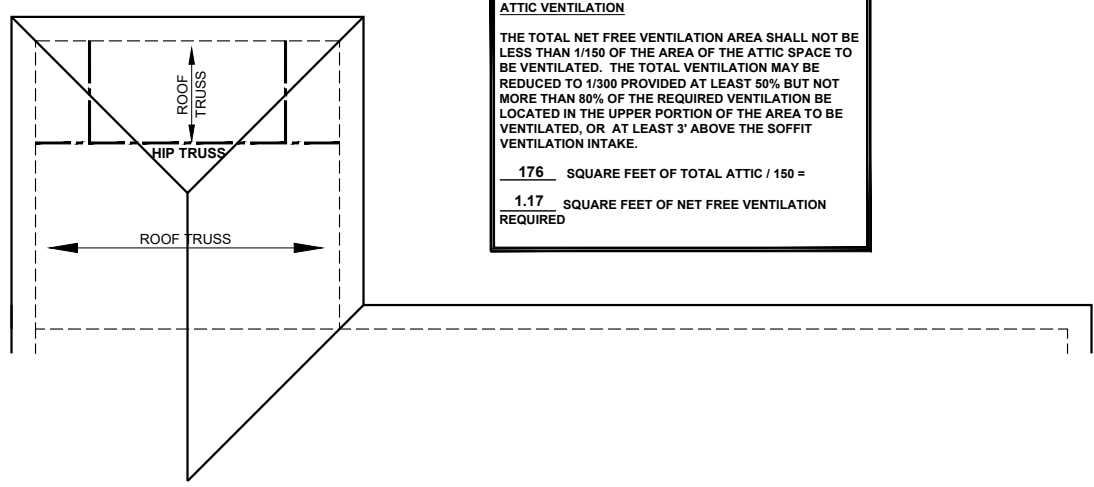 ROOF
TRUSS
HIP TRUSS
ROOF TRUSS
ATTIC VENTILATION
THE TOTAL NET FREE VENTILATION AREA SHALL NOT BE
LESS THAN 1/150 OF THE AREA OF THE ATTIC SPACE TO
BE VENTILATED. THE TOTAL VENTILATION MAY BE
REDUCED TO 1/300 PROVIDED AT LEAST 50% BUT NOT
MORE THAN 80% OF THE REQUIRED VENTILATION BE
LOCATED IN THE UPPER PORTION OF THE AREA TO BE
VENTILATED, OR AT LEAST 3' ABOVE THE SOFFIT
VENTILATION INTAKE.
176 SQUARE FEET OF TOTAL ATTIC / 150 =
1.17 SQUARE FEET OF NET FREE VENTILATION
REQUIRED